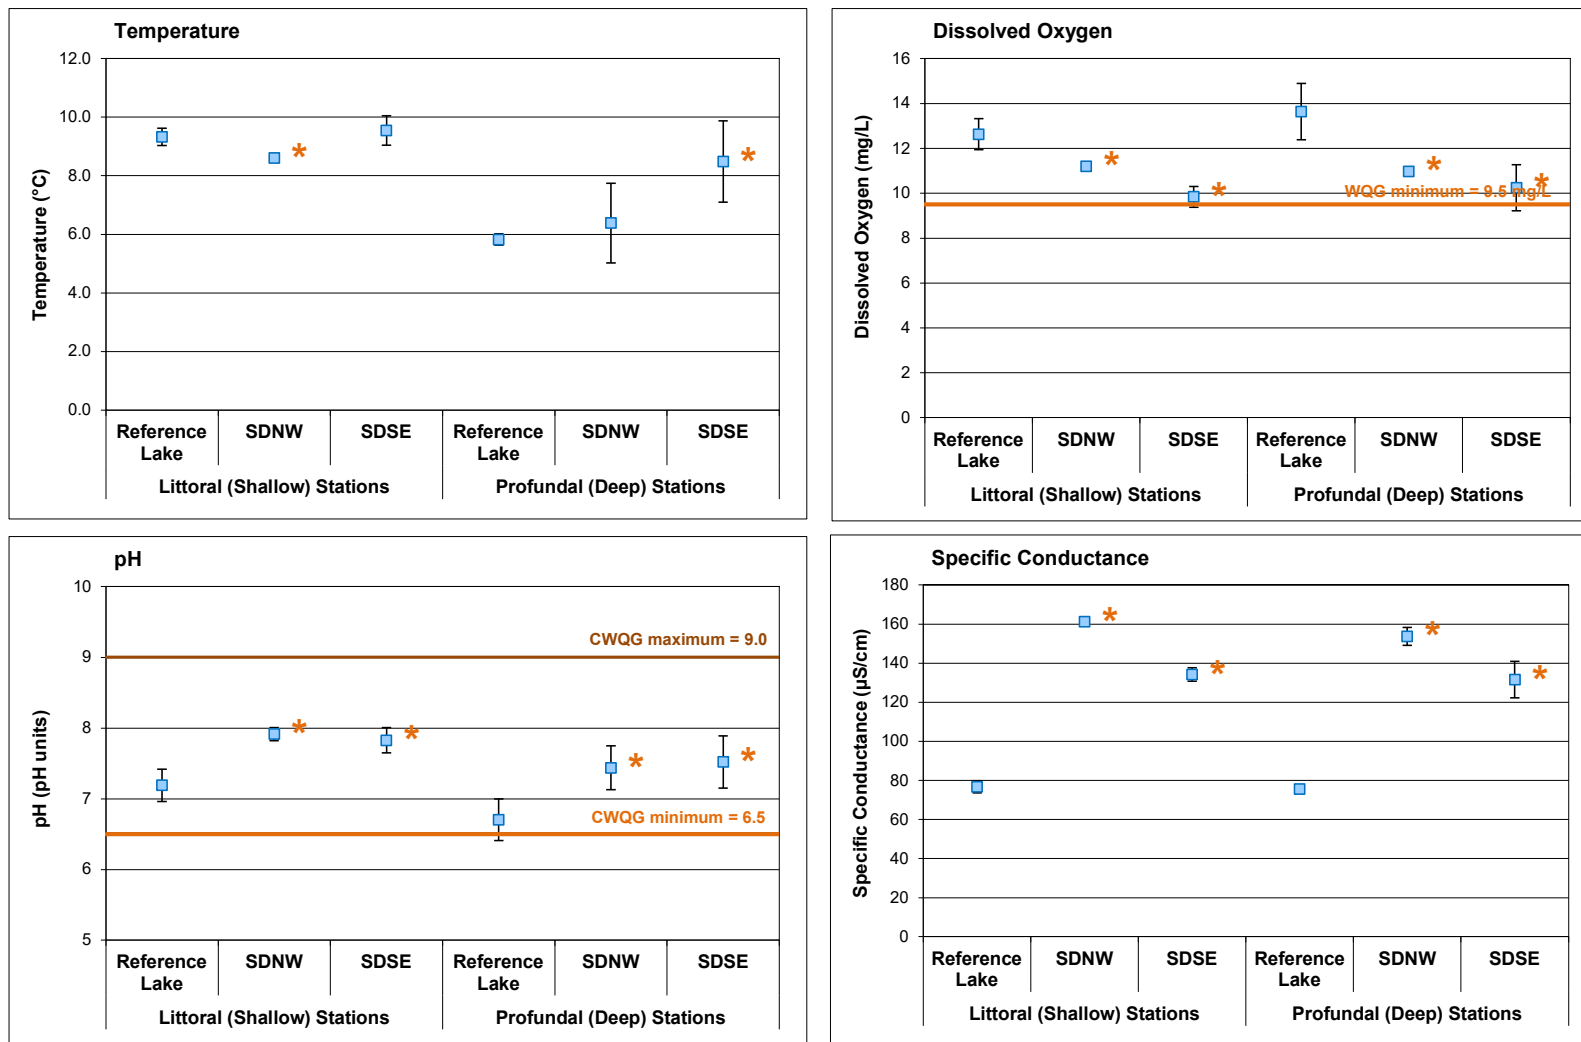 Temperature
12.0
10.0
8.0
6.0
4.0
2.0
0.0
Temperature (°C)
*
*
Reference Lake
SDNW
SDSE
Reference Lake
SDNW
SDSE
Littoral (Shallow) Stations
Profundal (Deep) Stations
Dissolved Oxygen
16
14
12
10
8
6
4
2
0
Dissolved Oxygen (mg/L)
*
*
*
*
WQG minimum = 9.5 mg/L
Reference Lake
SDNW
SDSE
Reference Lake
SDNW
SDSE
Littoral (Shallow) Stations
Profundal (Deep) Stations
pH
10
9
8
7
6
5
pH (pH units)
CWQG maximum = 9.0
*
*
*
*
CWQG minimum = 6.5
Reference Lake
SDNW
SDSE
Reference Lake
SDNW
SDSE
Littoral (Shallow) Stations
Profundal (Deep) Stations
Specific Conductance
180
160
140
120
100
80
60
40
20
0
Specific Conductance (µS/cm)
*
*
*
*
Reference Lake
SDNW
SDSE
Reference Lake
SDNW
SDSE
Littoral (Shallow) Stations
Profundal (Deep) Stations